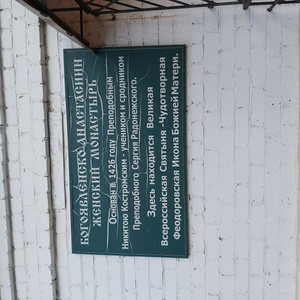 БОГОЯВЛЕНСКО-АНАСТАСИИН
ЖЕНСКИЙ МОНАСТЫРЬ
Основан в 1426 году Преподобным
Никитою Костромским - учеником и сродником
Преподобного Сергия Радонежского.
Здесь находится Великая
Всероссийская Святыня -Чудотворная
Феодоровская Икона Божией Матери.